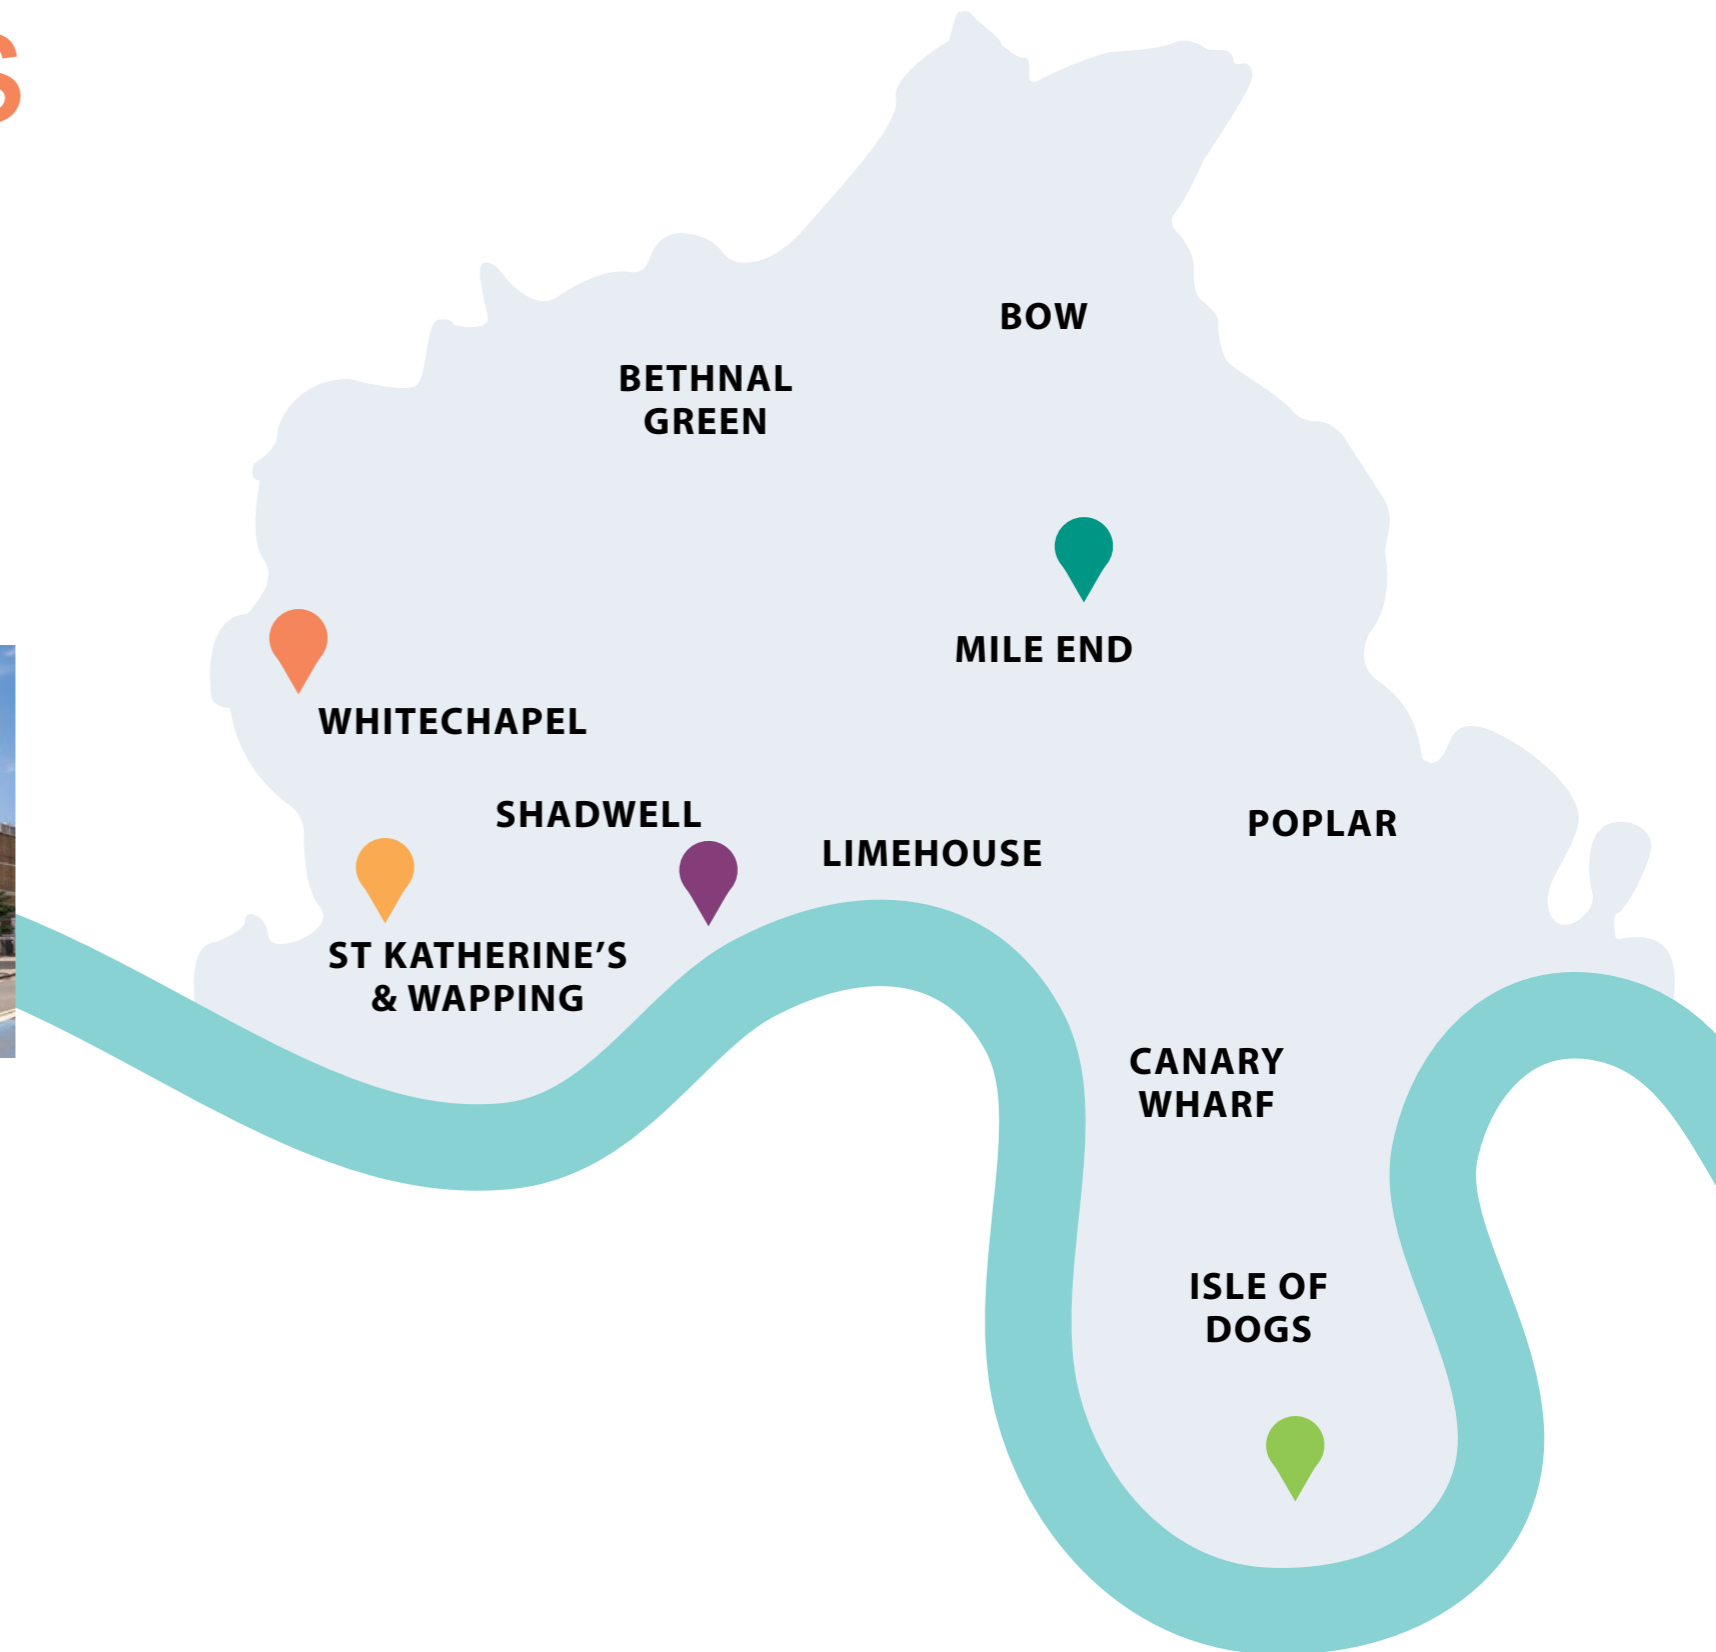 S
BOW
BETHNAL
GREEN
MILE END
WHITECHAPEL
SHADWELL
LIMEHOUSE
POPLAR
ST KATHERINE’S
& WAPPING
CANARY
WHARF
ISLE OF
DOGS